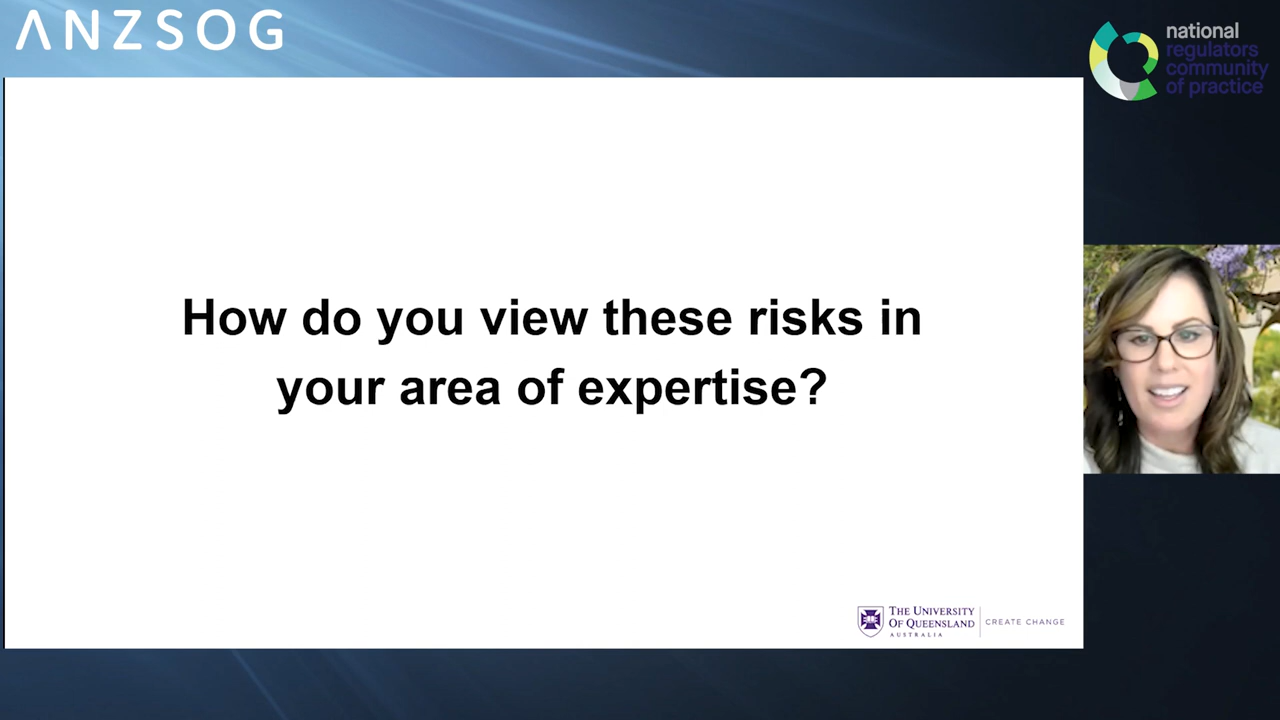 ANZSOG
national
regulators
community
of practice
How do you view these risks in
your area of expertise?
THE UNIVERSITY
OF QUEENSLAND
AUSTRALIA
CREATE CHANGE